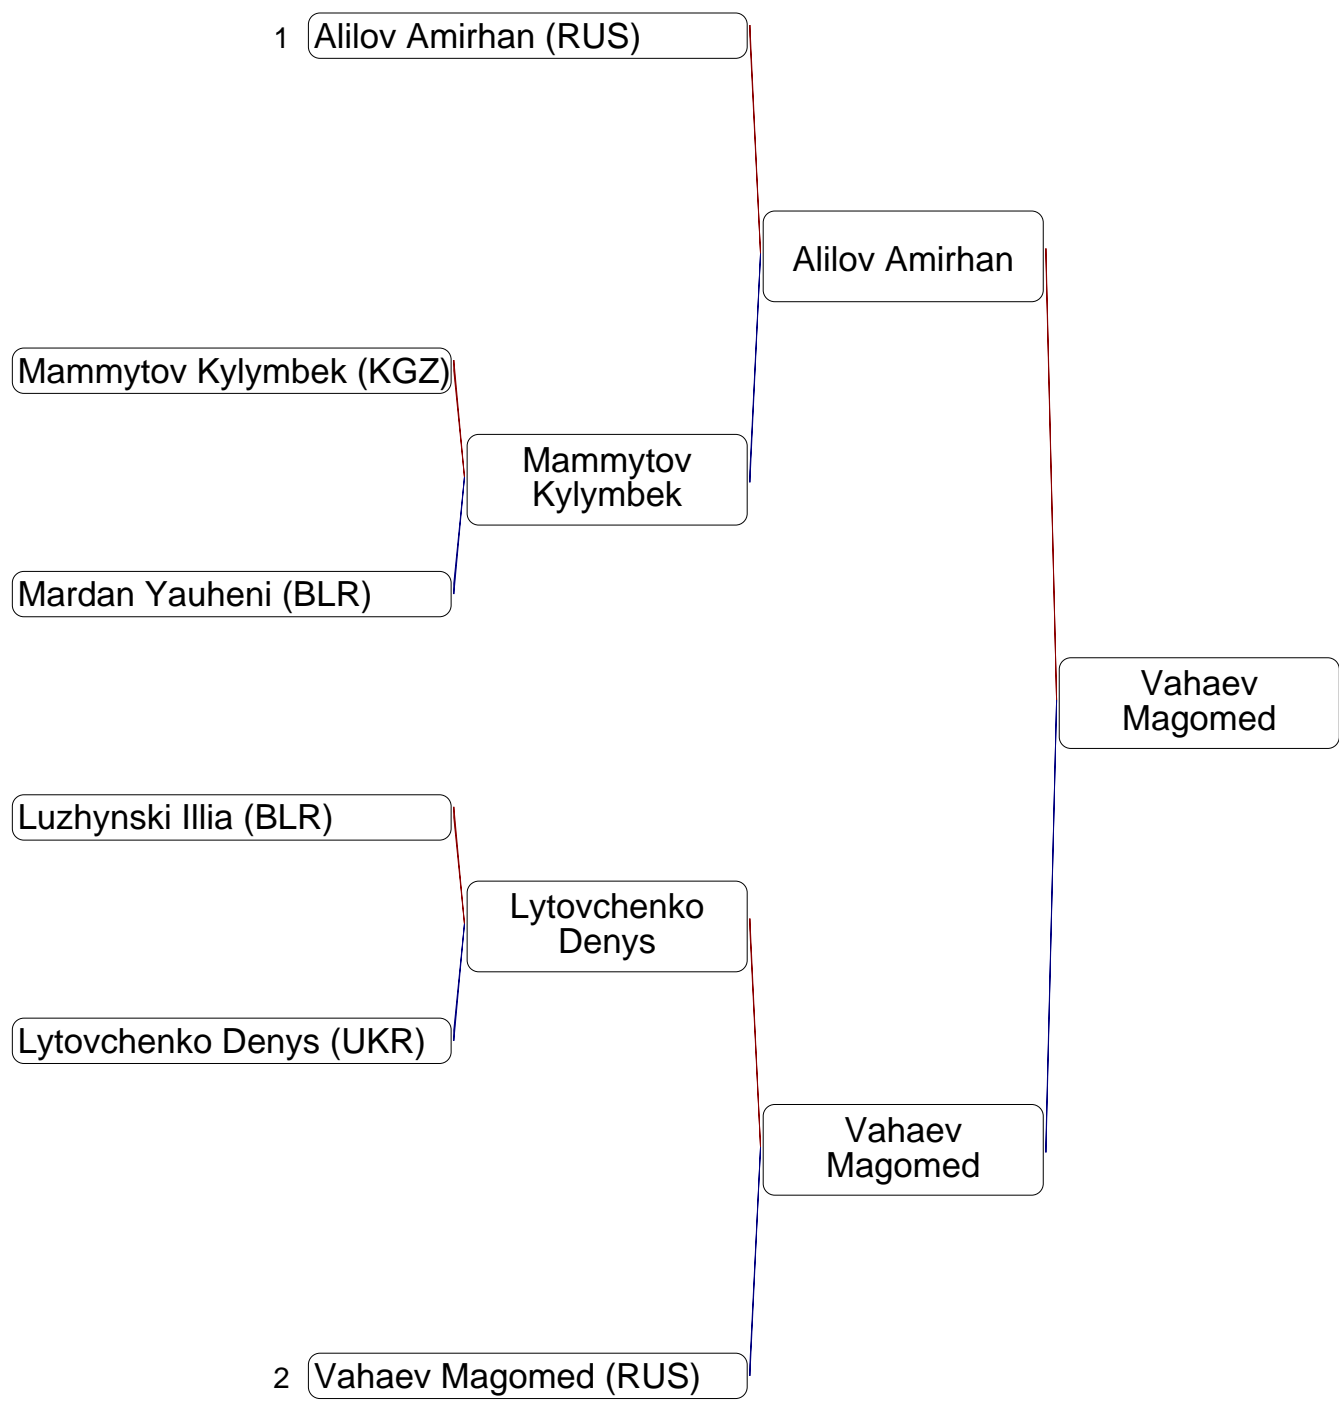 1 Alilov Amirhan (RUS)
Alilov Amirhan
Mammytov Kylymbek (KGZ)
Mammytov
Kylymbek
Mardan Yauheni (BLR)
Vahaev
Magomed
Luzhynski Illia (BLR)
Lytovchenko
Denys
Lytovchenko Denys (UKR)
Vahaev
Magomed
2 Vahaev Magomed (RUS)